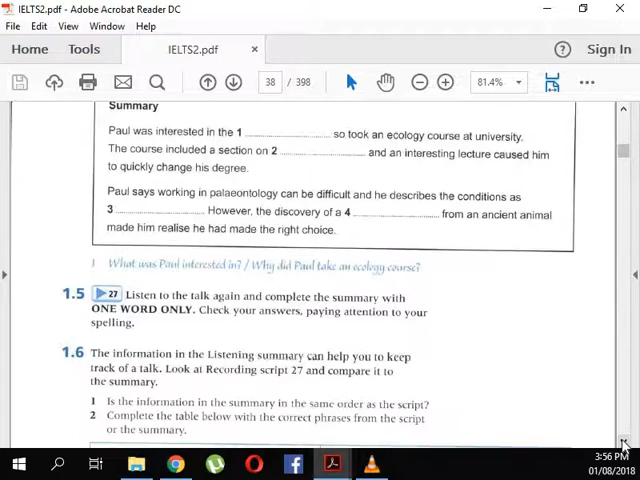 IELTS2.pdf - Adobe Acrobat Reader DC
File Edit View Window Help
Home Tools IELTS2.pdf × ? Sign In
38 / 398 81.4%
Summary
Paul was interested in the 1 ........................ so took an ecology course at university.
The course included a section on 2 ........................ and an interesting lecture caused him
to quickly change his degree.
Paul says working in palaeontology can be difficult and he describes the conditions as
3 ........................ However, the discovery of a 4 ........................ from an ancient animal
made him realise he had made the right choice.
1 What was Paul interested in? / Why did Paul take an ecology course?
1.5 27 Listen to the talk again and complete the summary with
ONE WORD ONLY. Check your answers, paying attention to your
spelling.
1.6 The information in the Listening summary can help you to keep
track of a talk. Look at Recording script 27 and compare it to
the summary.
1 Is the information in the summary in the same order as the script?
2 Complete the table below with the correct phrases from the script
or the summary.
3:56 PM
01/08/2018